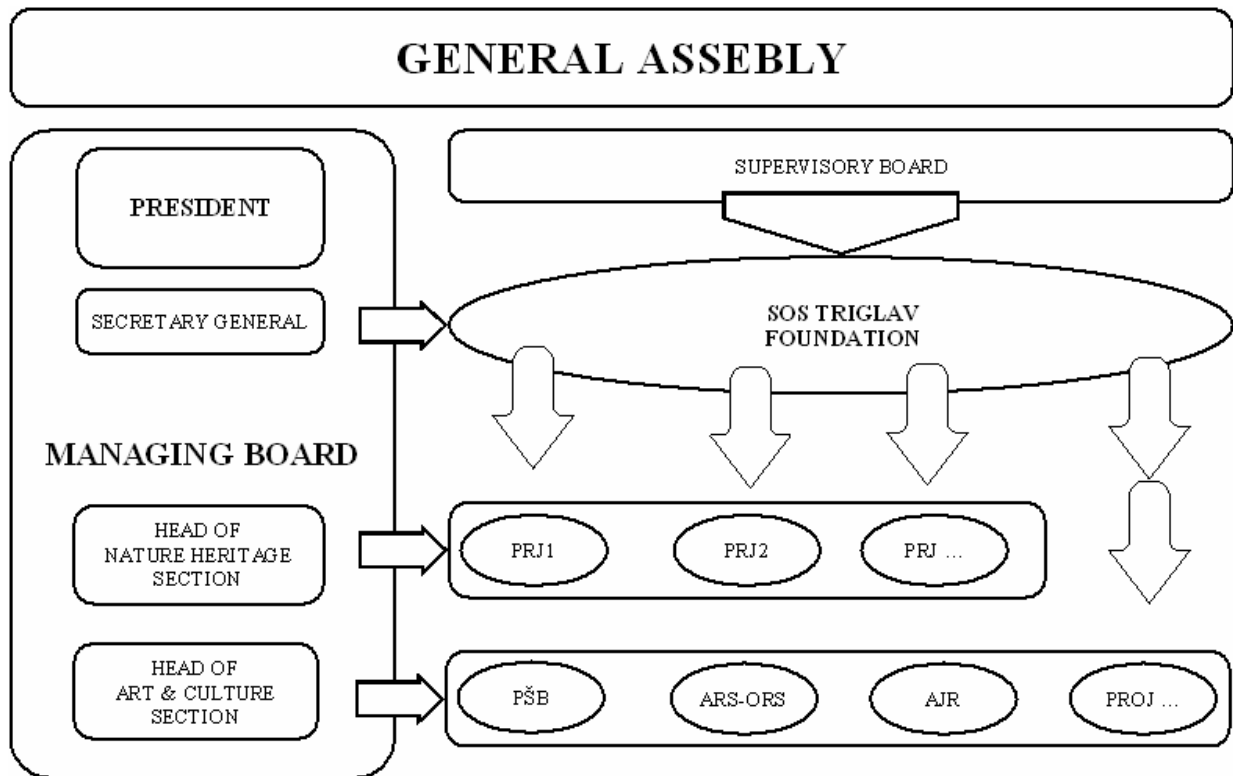 GENERAL ASSEBLY
PRESIDENT
SUPERVISORY BOARD
SECRETARY GENERAL
SOS TRIGLAV
FOUNDATION
MANAGING BOARD
HEAD OF
NATURE HERITAGE
SECTION
PRJ1
PRJ2
PRJ ...
HEAD OF
ART & CULTURE
SECTION
PŠB
ARS-ORS
AJR
PROJ ...